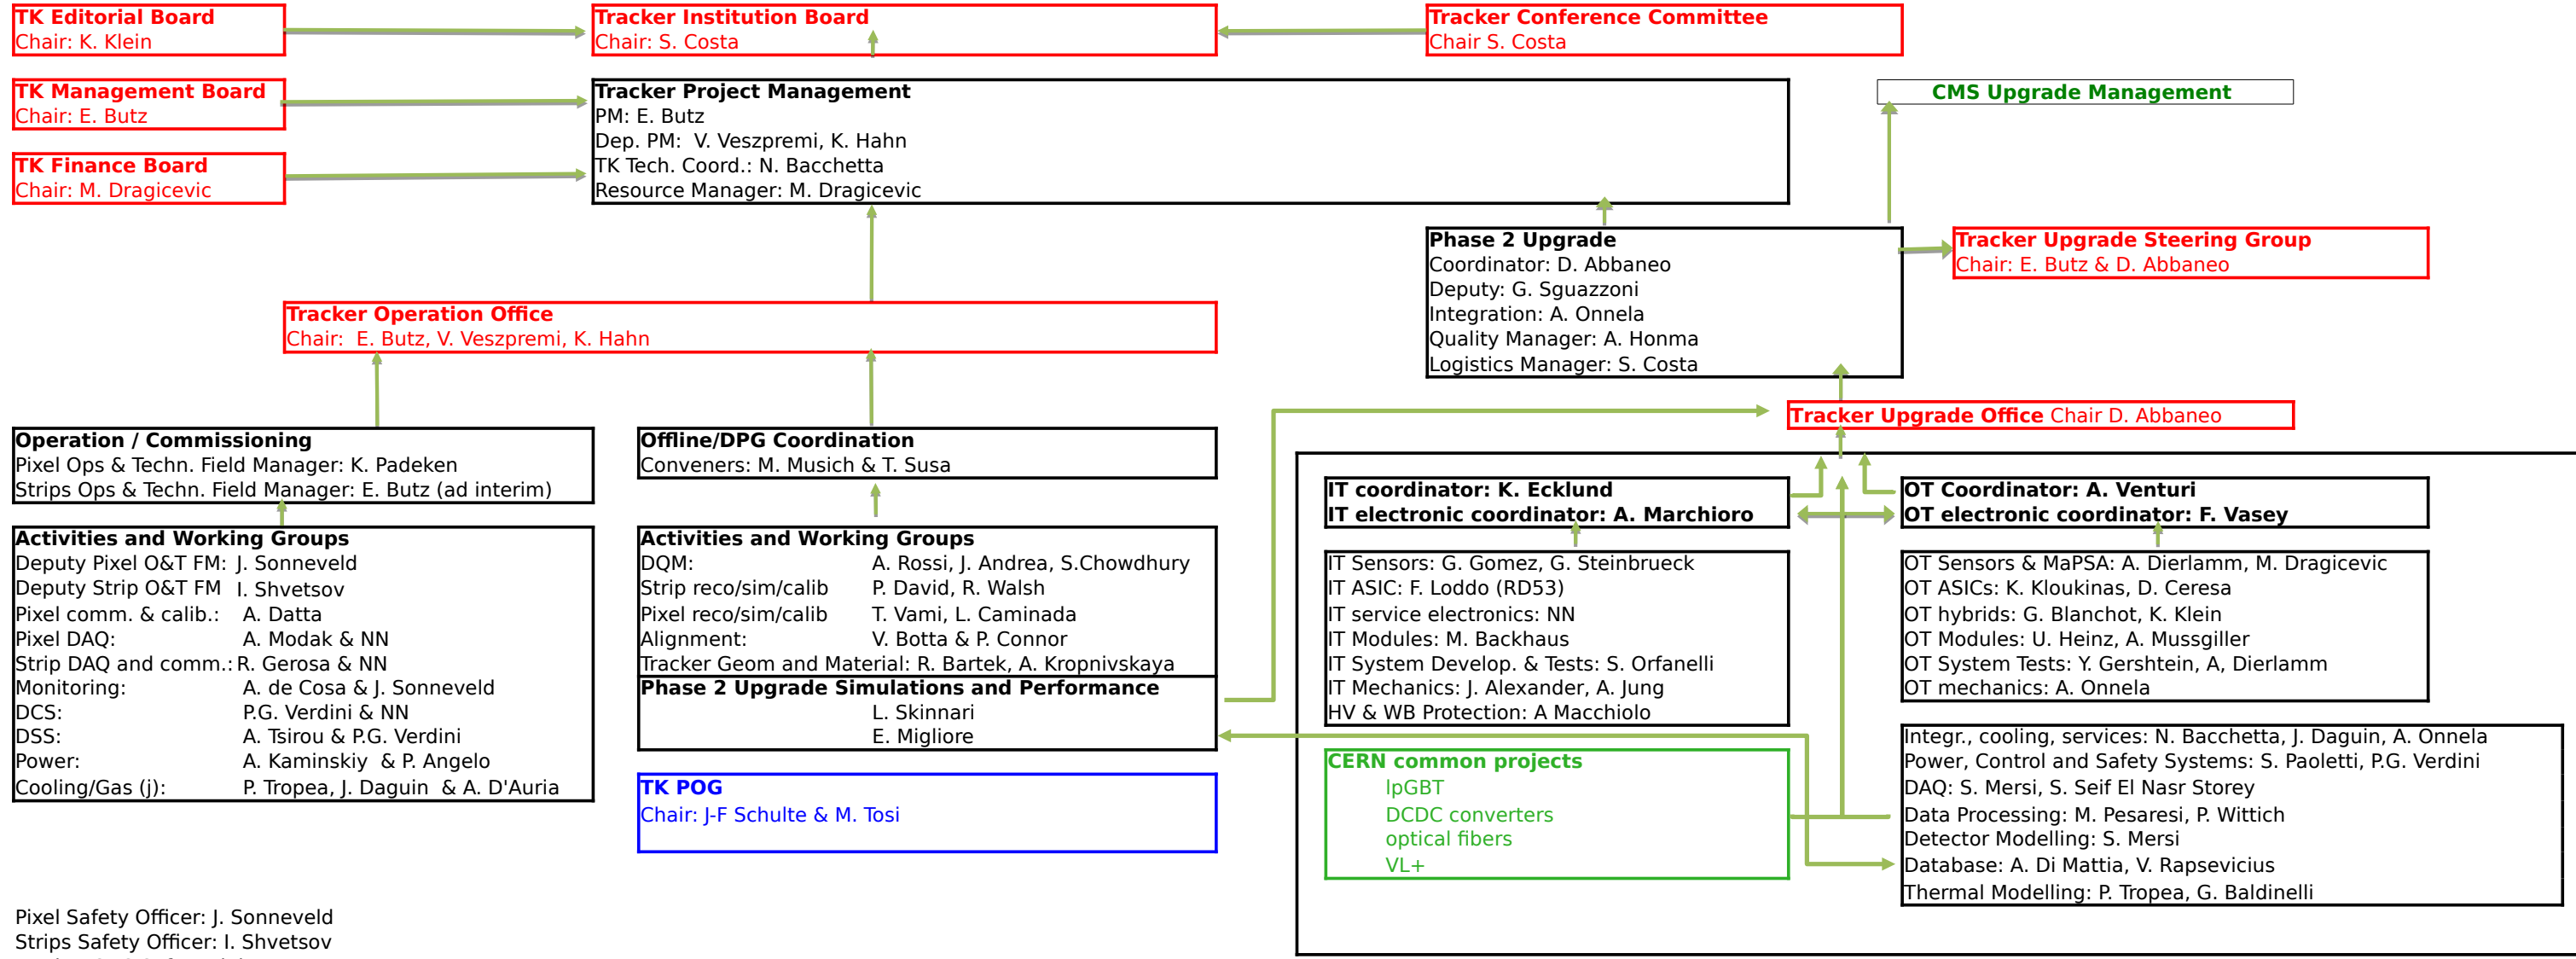 TK Editorial Board
Chair: K. Klein
Tracker Institution Board
Chair: S. Costa
Tracker Conference Committee
Chair S. Costa
TK Management Board
Chair: E. Butz
TK Finance Board
Chair: M. Dragicevic
Tracker Project Management
PM: E. Butz
Dep. PM:  V. Veszpremi, K. Hahn
TK Tech. Coord.: N. Bacchetta
Resource Manager: M. Dragicevic
CMS Upgrade Management
Phase 2 Upgrade
Coordinator: D. Abbaneo
Deputy: G. Sguazzoni
Integration: A. Onnela
Quality Manager: A. Honma
Logistics Manager: S. Costa
Tracker Upgrade Steering Group
Chair: E. Butz & D. Abbaneo
Tracker Operation Office
Chair:  E. Butz, V. Veszpremi, K. Hahn
Tracker Upgrade Office Chair D. Abbaneo
Operation / Commissioning
Pixel Ops & Techn. Field Manager: K. Padeken
Strips Ops & Techn. Field Manager: E. Butz (ad interim)
Offline/DPG Coordination
Conveners: M. Musich & T. Susa
Activities and Working Groups
Deputy Pixel O&T FM: J. Sonneveld
Deputy Strip O&T FM I. Shvetsov
Pixel comm. & calib.: A. Datta
Pixel DAQ: A. Modak & NN
Strip DAQ and comm.: R. Gerosa & NN
Monitoring: A. de Cosa & J. Sonneveld
DCS: P.G. Verdini & NN
DSS: A. Tsirou & P.G. Verdini
Power: A. Kaminskiy  & P. Angelo
Cooling/Gas (j): P. Tropea, J. Daguin  & A. D'Auria
Activities and Working Groups
DQM: A. Rossi, J. Andrea, S.Chowdhury
Strip reco/sim/calib P. David, R. Walsh
Pixel reco/sim/calib T. Vami, L. Caminada
Alignment: V. Botta & P. Connor
Tracker Geom and Material: R. Bartek, A. Kropnivskaya
Phase 2 Upgrade Simulations and Performance
L. Skinnari
E. Migliore
TK POG
Chair: J-F Schulte & M. Tosi
IT coordinator: K. Ecklund
IT electronic coordinator: A. Marchioro
OT Coordinator: A. Venturi
OT electronic coordinator: F. Vasey
IT Sensors: G. Gomez, G. Steinbrueck
IT ASIC: F. Loddo (RD53)
IT service electronics: NN
IT Modules: M. Backhaus
IT System Develop. & Tests: S. Orfanelli
IT Mechanics: J. Alexander, A. Jung
HV & WB Protection: A Macchiolo
OT Sensors & MaPSA: A. Dierlamm, M. Dragicevic
OT ASICs: K. Kloukinas, D. Ceresa
OT hybrids: G. Blanchot, K. Klein
OT Modules: U. Heinz, A. Mussgiller
OT System Tests: Y. Gershtein, A, Dierlamm
OT mechanics: A. Onnela
CERN common projects
lpGBT
DCDC converters
optical fibers
VL+
Integr., cooling, services: N. Bacchetta, J. Daguin, A. Onnela
Power, Control and Safety Systems: S. Paoletti, P.G. Verdini
DAQ: S. Mersi, S. Seif El Nasr Storey
Data Processing: M. Pesaresi, P. Wittich
Detector Modelling: S. Mersi
Database: A. Di Mattia, V. Rapsevicius
Thermal Modelling: P. Tropea, G. Baldinelli
Pixel Safety Officer: J. Sonneveld
Strips Safety Officer: I. Shvetsov